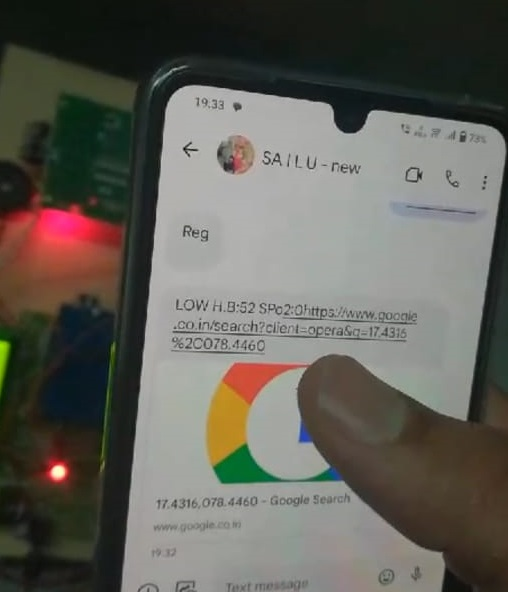 19.33
73%
SAILU-new
Reg
LOW H.B:52 SPo2:0https://www.google
.co.in/search?client=opera&q=17.4316
%2C078.4460
17.4316,078.4460 - Google Search
www.google.co.in
19.32
Text message